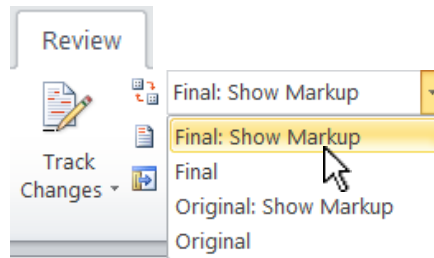 Review
Final: Show Markup
Final: Show Markup
Final
Original: Show Markup
Original
Track
Changes